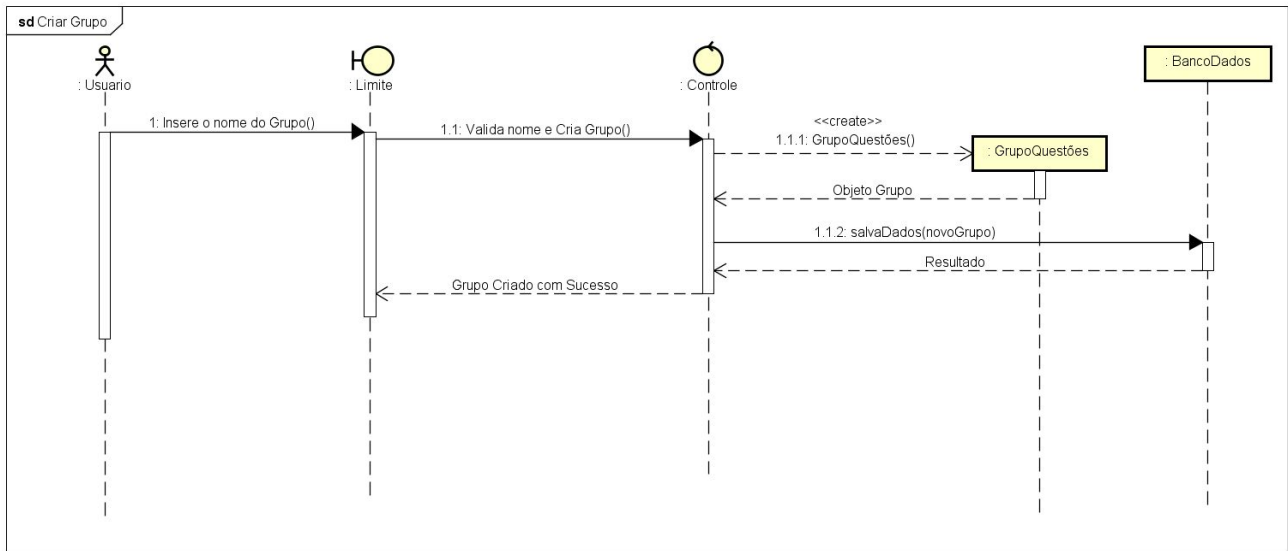 sd Criar Grupo
: Usuario
: Limite
: Controle
: BancoDados
1: Insere o nome do Grupo()
1.1: Valida nome e Cria Grupo()
<<create>>
1.1.1: GrupoQuestões()
: GrupoQuestões
Objeto Grupo
1.1.2: salvaDados(novoGrupo)
Resultado
Grupo Criado com Sucesso